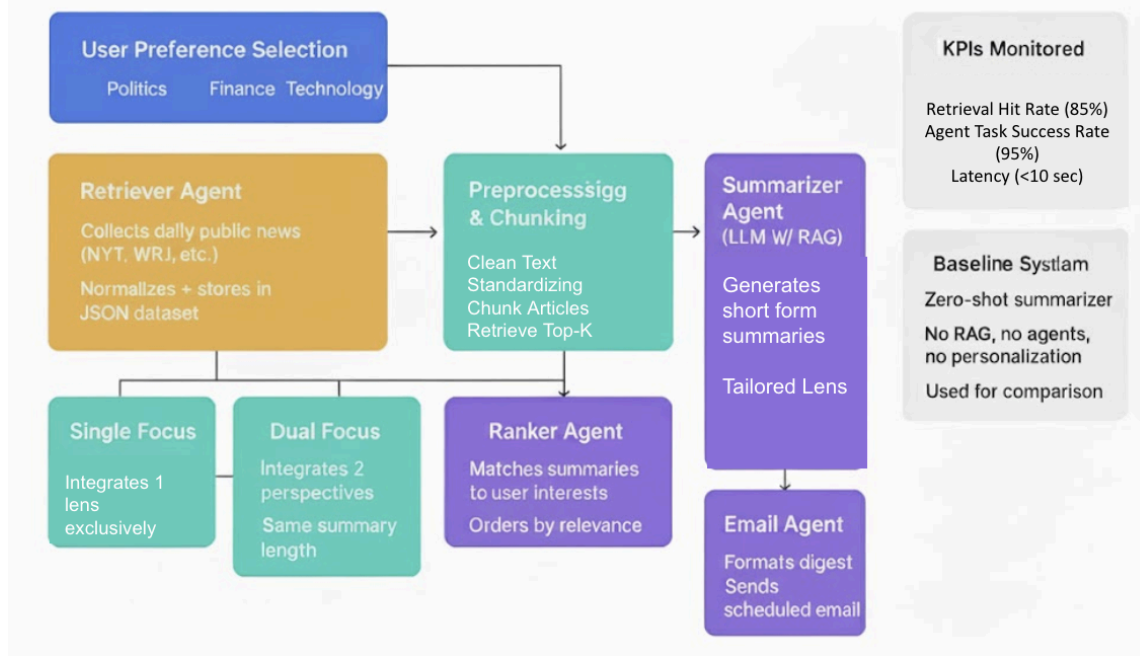 User Preference Selection
Politics Finance Technology
Retriever Agent
Collects daily public news
(NYT, WRJ, etc.)
Normalizes + stores in
JSON dataset
Preprocesssigg
& Chunking
Clean Text
Standardizing
Chunk Articles
Retrieve Top-K
Summarizer
Agent
(LLM W/ RAG)
Generates
short form
summaries
Tailored Lens
Single Focus
Integrates 1
lens
exclusively
Dual Focus
Integrates 2
perspectives
Same summary
length
Ranker Agent
Matches summaries
to user interests
Orders by relevance
Email Agent
Formats digest
Sends
scheduled email
KPIs Monitored
Retrieval Hit Rate (85%)
Agent Task Success Rate
(95%)
Latency (<10 sec)
Baseline Systlam
Zero-shot summarizer
No RAG, no agents,
no personalization
Used for comparison